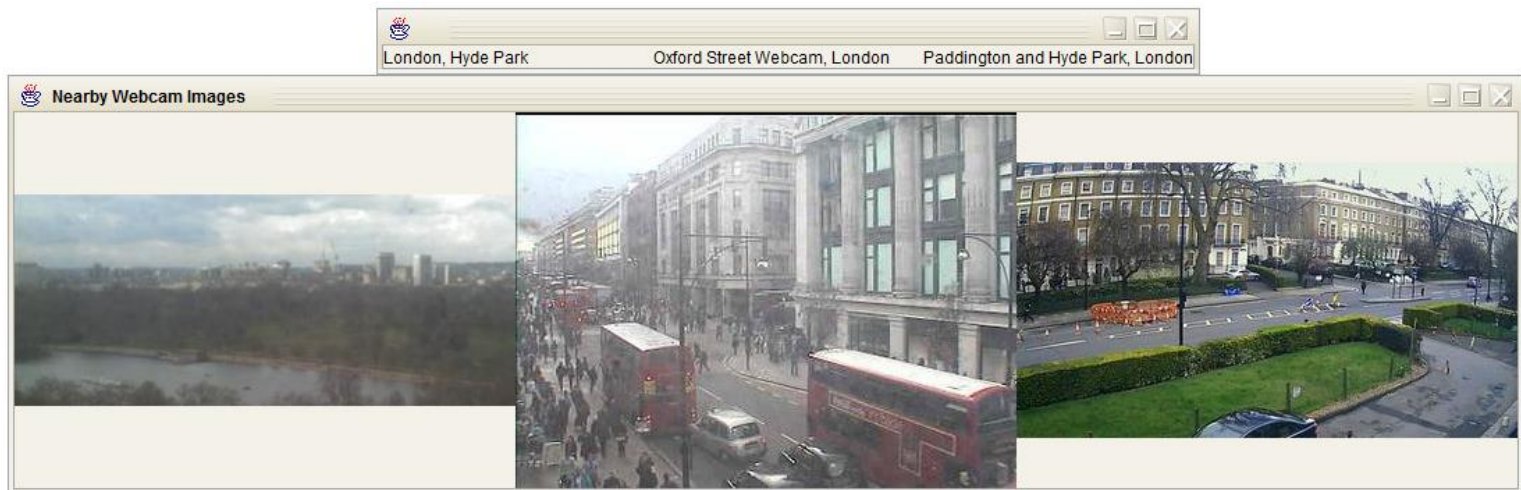 London, Hyde Park Oxford Street Webcam, London Paddington and Hyde Park, London
Nearby Webcam Images